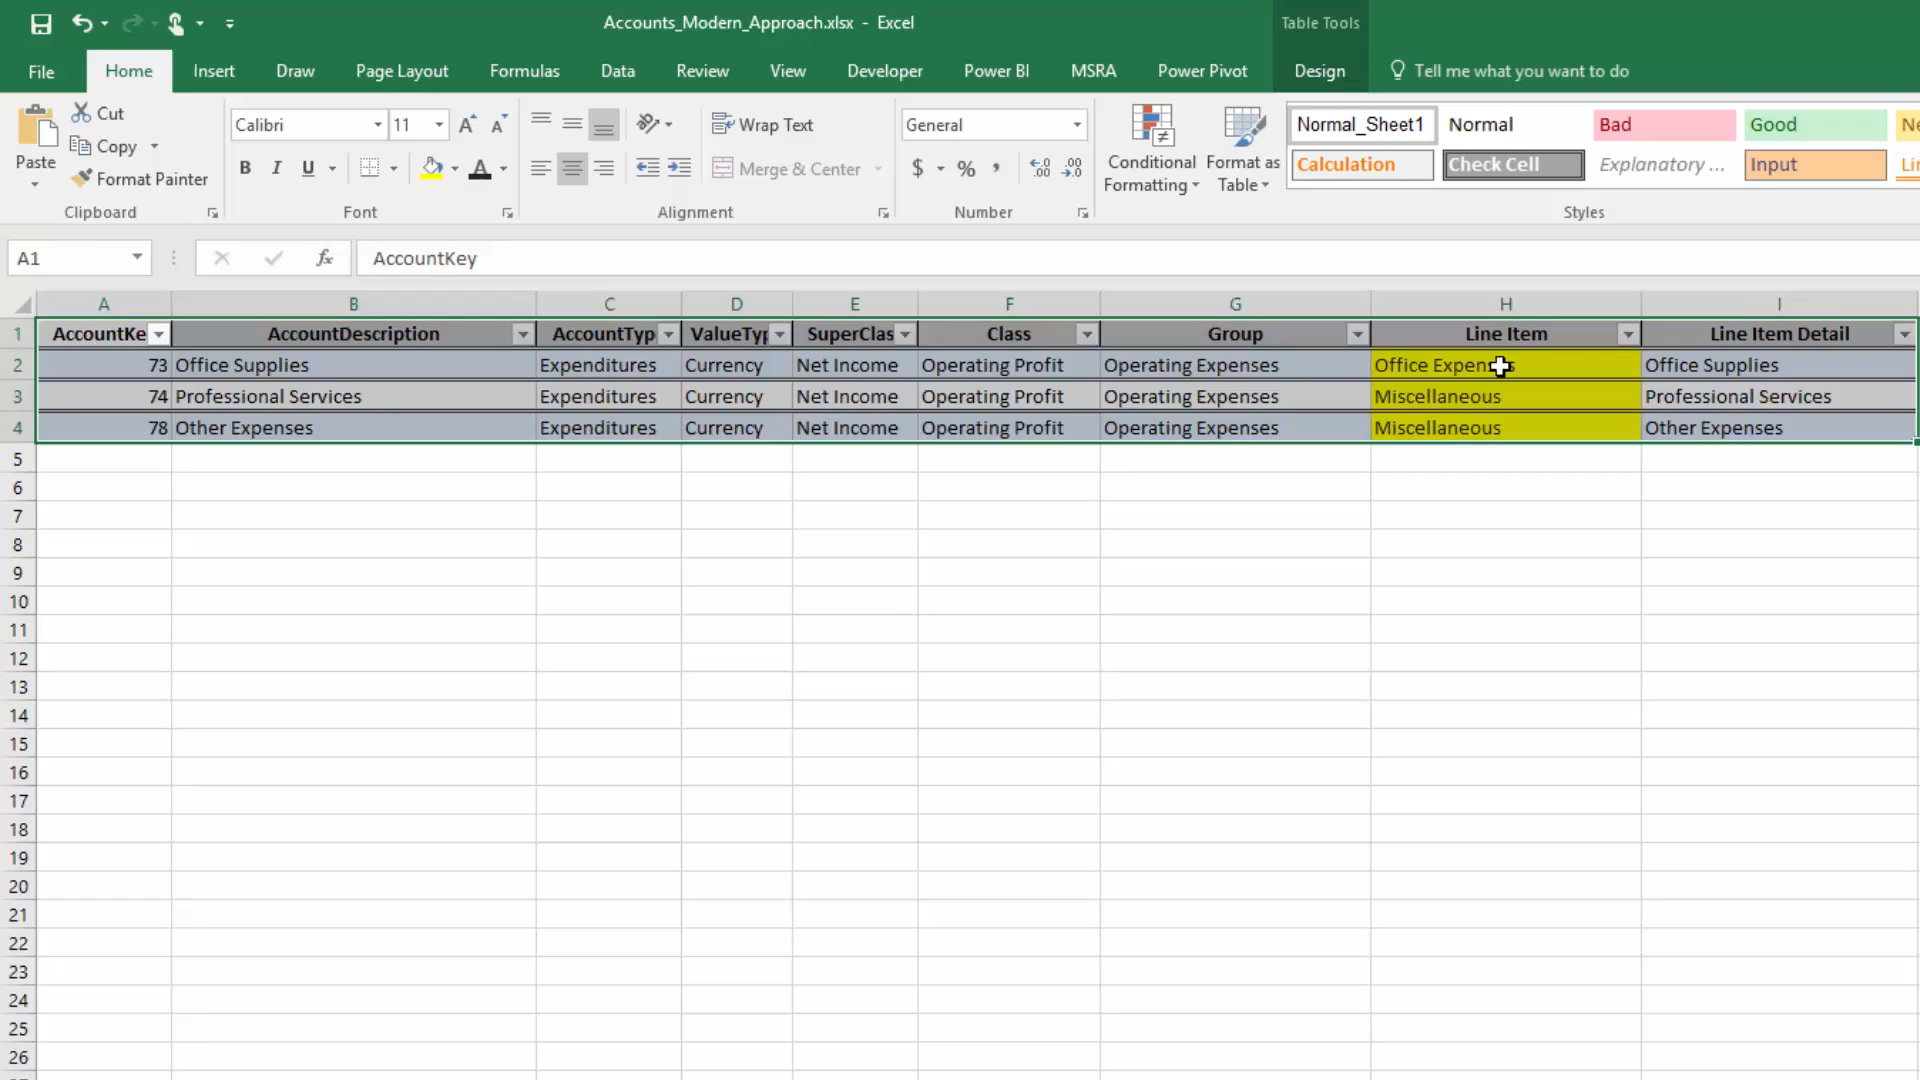 Accounts_Modern_Approach.xlsx - Excel
Table Tools
File Home Insert Draw Page Layout Formulas Data Review View Developer Power BI MSRA Power Pivot Design Tell me what you want to do
Paste
Cut
Copy
Format Painter
Clipboard
Calibri 11
B I U
Font
Wrap Text
Merge & Center
Alignment
General
$ % ,
Number
Conditional Formatting
Format as Table
Normal_Sheet1 Normal Bad Good
Calculation Check Cell Explanatory ... Input
Styles
A1 fx AccountKey
A B C D E F G H I
1 AccountKe AccountDescription AccountTyp ValueTyp SuperClas Class Group Line Item Line Item Detail
2 73 Office Supplies Expenditures Currency Net Income Operating Profit Operating Expenses Office Expenses Office Supplies
3 74 Professional Services Expenditures Currency Net Income Operating Profit Operating Expenses Miscellaneous Professional Services
4 78 Other Expenses Expenditures Currency Net Income Operating Profit Operating Expenses Miscellaneous Other Expenses
5
6
7
8
9
10
11
12
13
14
15
16
17
18
19
20
21
22
23
24
25
26